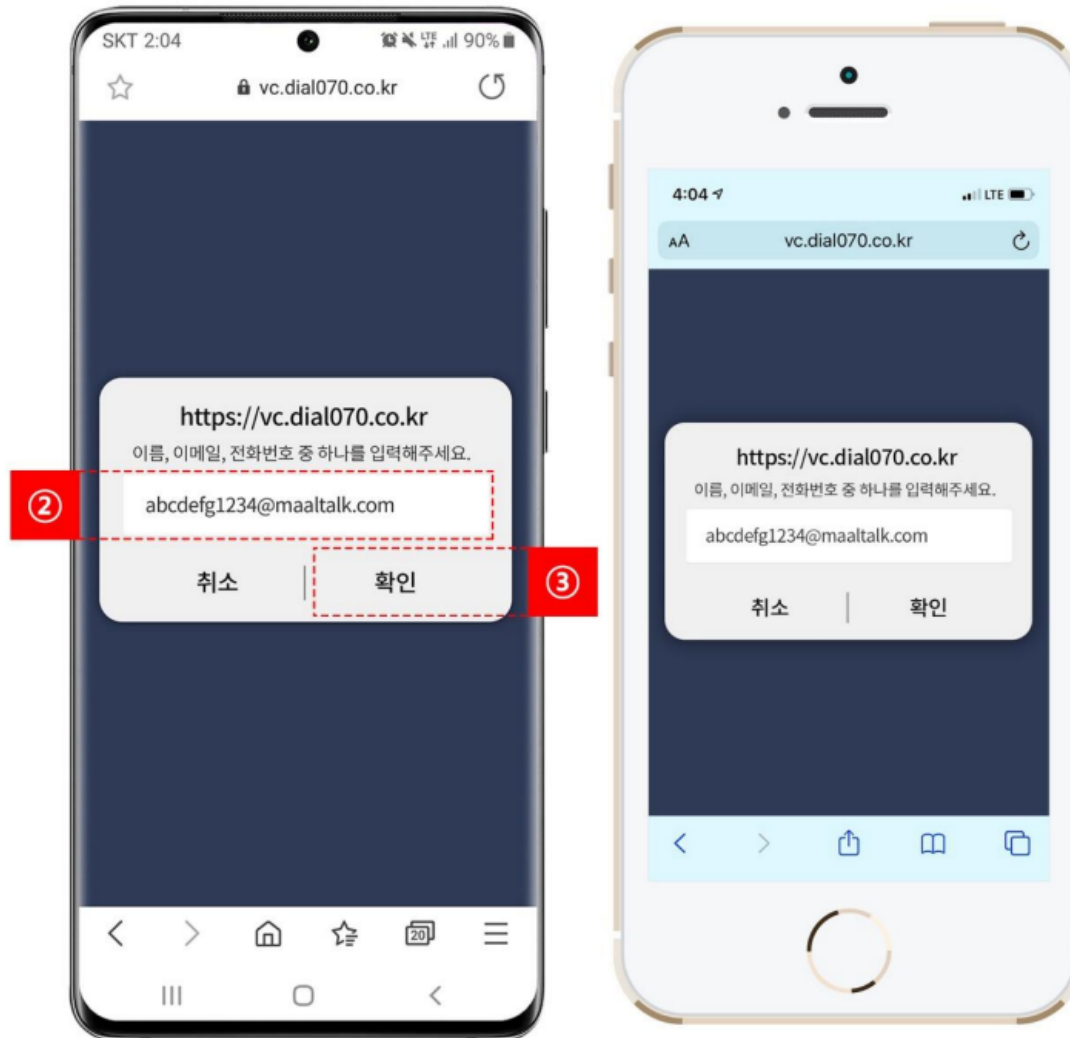 SKT 2:04
LTE
90%
vc.dial070.co.kr
https://vc.dial070.co.kr
이름, 이메일, 전화번호 중 하나를 입력해주세요.
②
abcdefg1234@maaltalk.com
취소
확인
③
20
4:04
LTE
AA
vc.dial070.co.kr
https://vc.dial070.co.kr
이름, 이메일, 전화번호 중 하나를 입력해주세요.
abcdefg1234@maaltalk.com
취소
확인